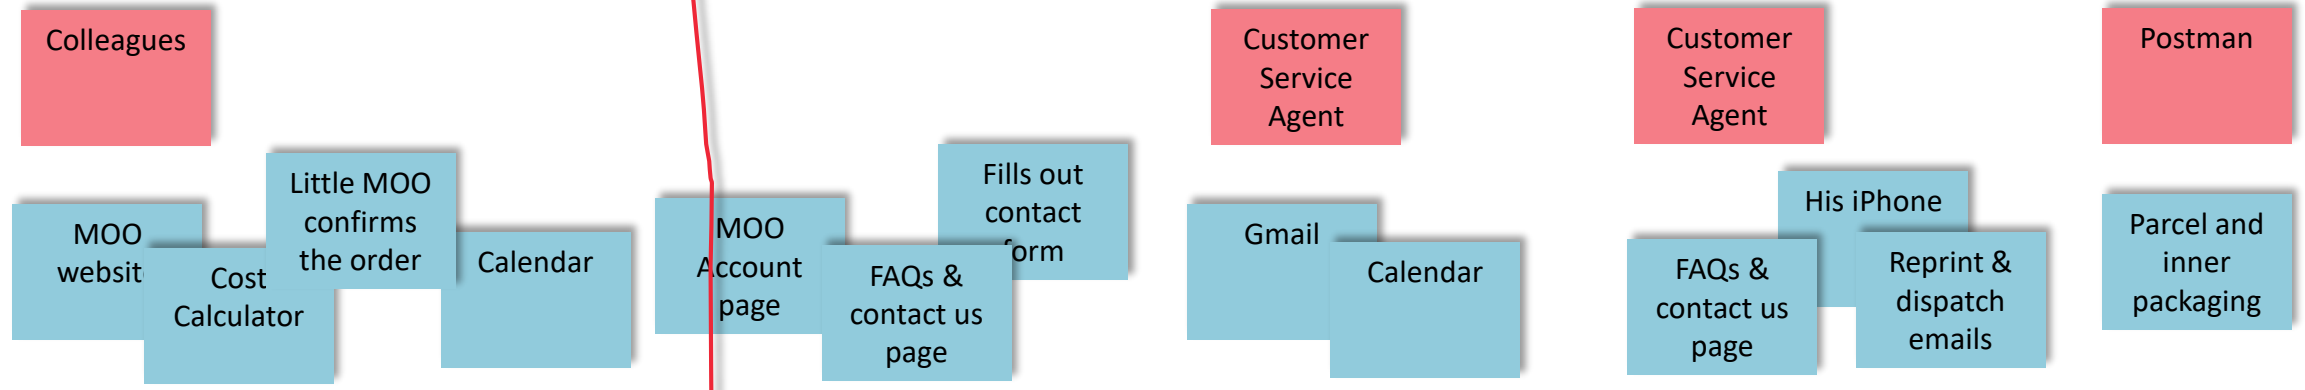 Colleagues
Customer
Service
Agent
Customer
Service
Agent
Postman
MOO
websit
Cost
Calculator
Little MOO
confirms
the order
Calendar
MOO
Account
page
FAQs &
contact us
page
Fills out
contact
form
Gmail
Calendar
FAQs &
contact us
page
His iPhone
Reprint &
dispatch
emails
Parcel and
inner
packaging